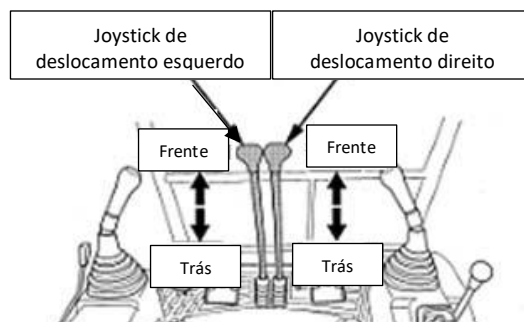 Joystick de
deslocamento esquerdo
Joystick de
deslocamento direito
Frente
Frente
Trás
Trás